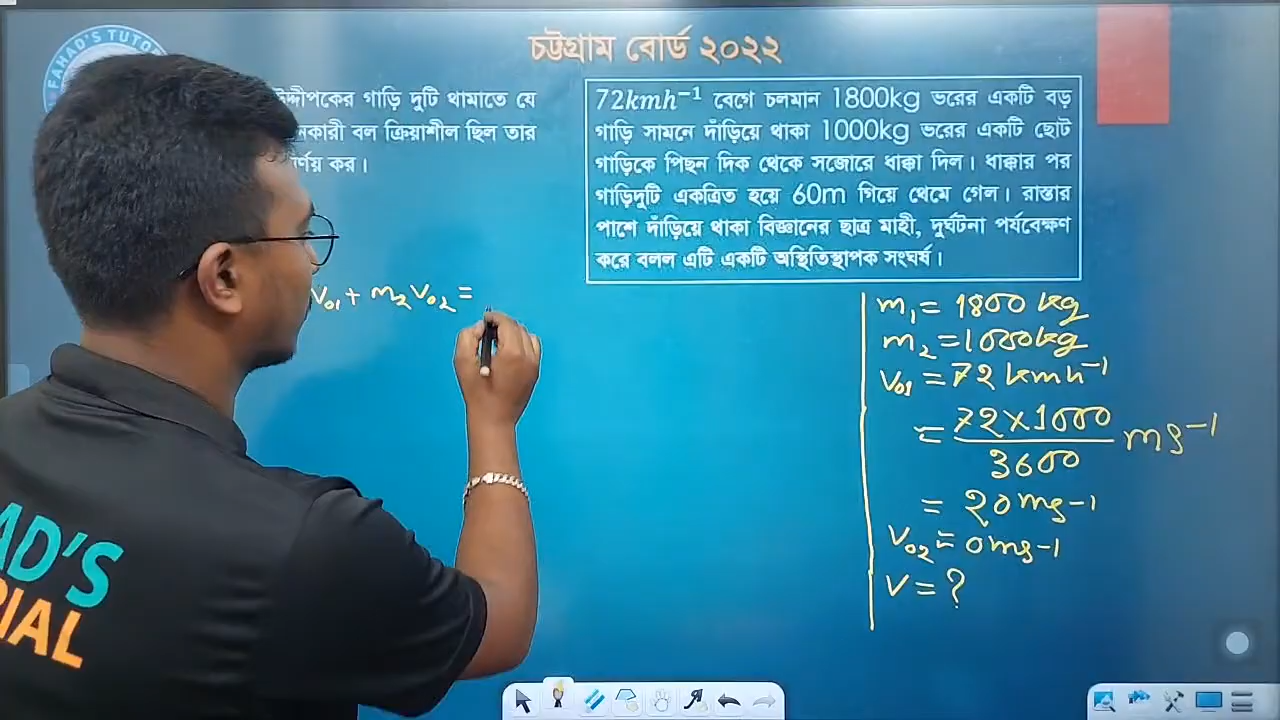 FAHAD'S TUTOR
চট্টগ্রাম বোর্ড ২০২২
উদ্দীপকের গাড়ি দুটি থামাতে যে
বল ক্রিয়াশীল ছিল তার
কর।
72kmh⁻¹ বেগে চলমান 1800kg ভরের একটি বড়
গাড়ি সামনে দাঁড়িয়ে থাকা 1000kg ভরের একটি ছোট
গাড়িকে পিছন দিক থেকে সজোরে ধাক্কা দিল। ধাক্কার পর
গাড়িদুটি একত্রিত হয়ে 60m গিয়ে থেমে গেল। রাস্তার
পাশে দাঁড়িয়ে থাকা বিজ্ঞানের ছাত্র মাহী, দুর্ঘটনা পর্যবেক্ষণ
করে বলল এটি একটি অস্থিতিস্থাপক সংঘর্ষ।
v₀₁ + m₂v₀₂ =
m₁ = 1800 kg
m₂ = 1000kg
v₀₁ = 72 kmh⁻¹
= 72×1000/3600 ms⁻¹
= 20ms⁻¹
v₀₂ = 0ms⁻¹
v = ?
AD'S
IAL